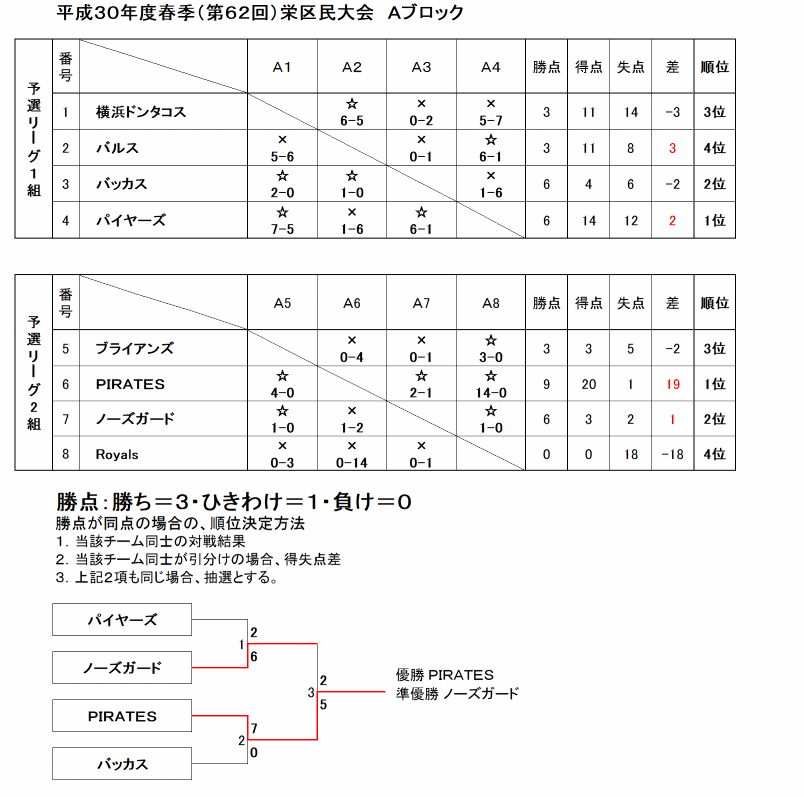 平成30年度春季(第62回)栄区民大会 Aブロック
予選リーグ1組
番号 A1 A2 A3 A4 勝点 得点 失点 差 順位
1 横浜ドンタコス ☆ 6-5 × 0-2 × 5-7 3 11 14 -3 3位
2 バルス × 5-6 × 0-1 ☆ 6-1 3 11 8 3 4位
3 バッカス ☆ 2-0 ☆ 1-0 × 1-6 6 4 6 -2 2位
4 パイヤーズ ☆ 7-5 × 1-6 ☆ 6-1 6 14 12 2 1位
予選リーグ2組
番号 A5 A6 A7 A8 勝点 得点 失点 差 順位
5 ブライアンズ × 0-4 × 0-1 ☆ 3-0 3 3 5 -2 3位
6 PIRATES ☆ 4-0 ☆ 2-1 ☆ 14-0 9 20 1 19 1位
7 ノーズガード ☆ 1-0 × 1-2 ☆ 1-0 6 3 2 1 2位
8 Royals × 0-3 × 0-14 × 0-1 0 0 18 -18 4位
勝点:勝ち=3・ひきわけ=1・負け=0
勝点が同点の場合の、順位決定方法
1. 当該チーム同士の対戦結果
2. 当該チーム同士が引分けの場合、得失点差
3. 上記2項も同じ場合、抽選とする。
パイヤーズ
2
1
6
ノーズガード
2
3
5
優勝 PIRATES
準優勝 ノーズガード
PIRATES
7
2
0
バッカス